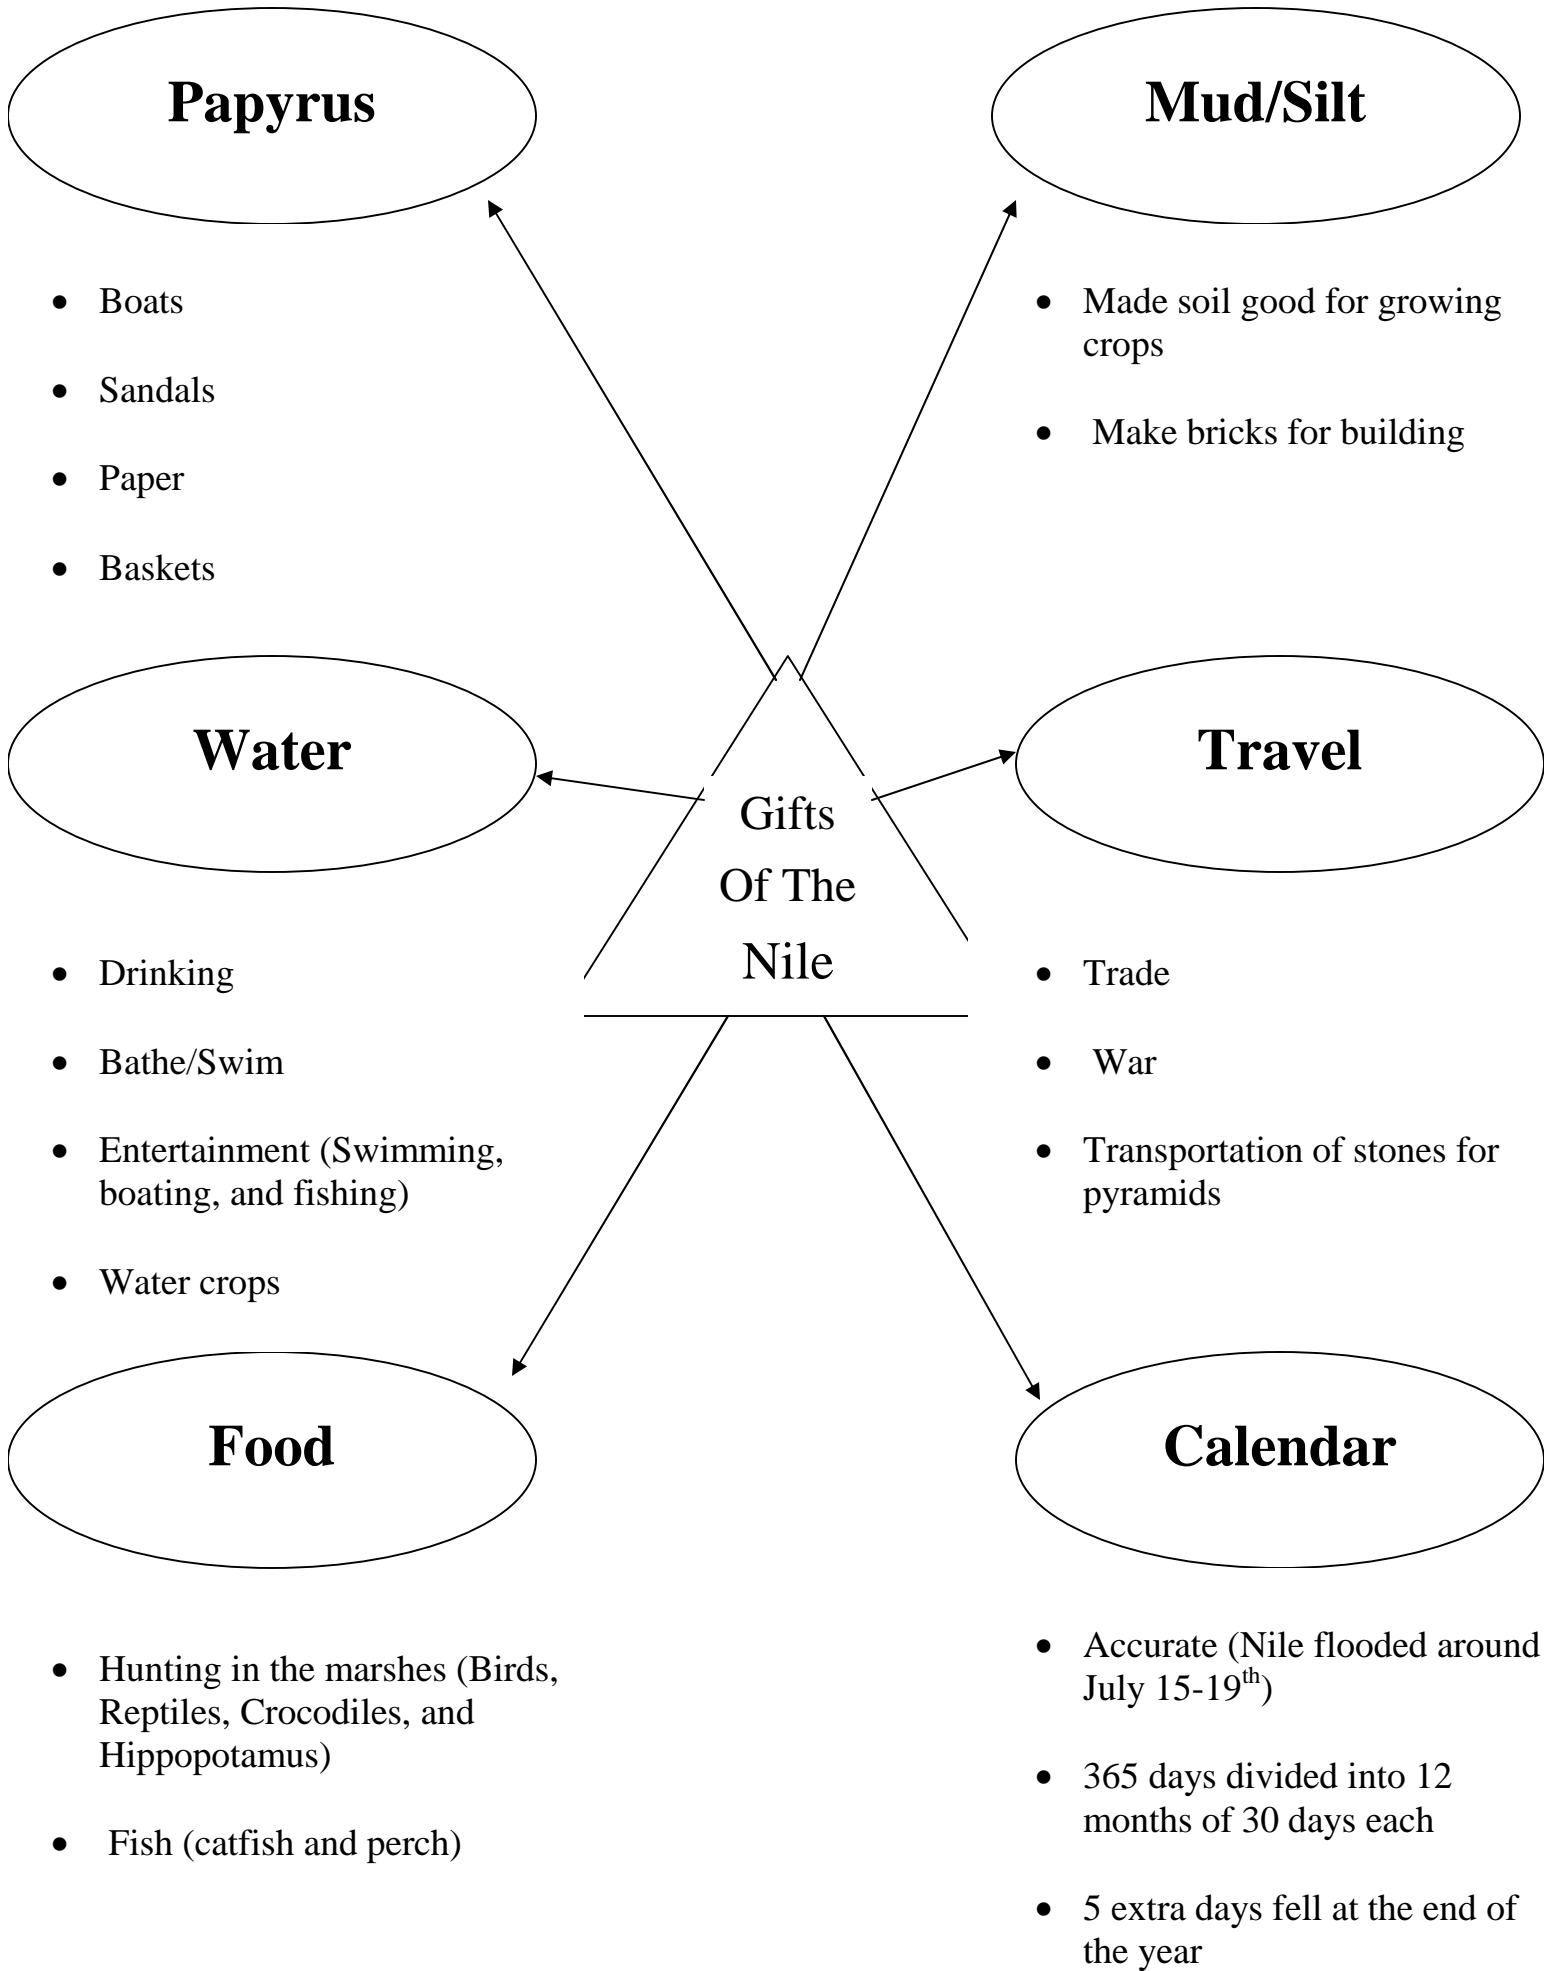 Papyrus
Mud/Silt
• Boats
• Sandals
• Paper
• Baskets
• Made soil good for growing
crops
• Make bricks for building
Water
Travel
Gifts
Of The
Nile
• Drinking
• Bathe/Swim
• Entertainment (Swimming,
boating, and fishing)
• Water crops
• Trade
• War
• Transportation of stones for
pyramids
Food
Calendar
• Hunting in the marshes (Birds,
Reptiles, Crocodiles, and
Hippopotamus)
• Fish (catfish and perch)
• Accurate (Nile flooded around
July 15-19th)
• 365 days divided into 12
months of 30 days each
• 5 extra days fell at the end of
the year